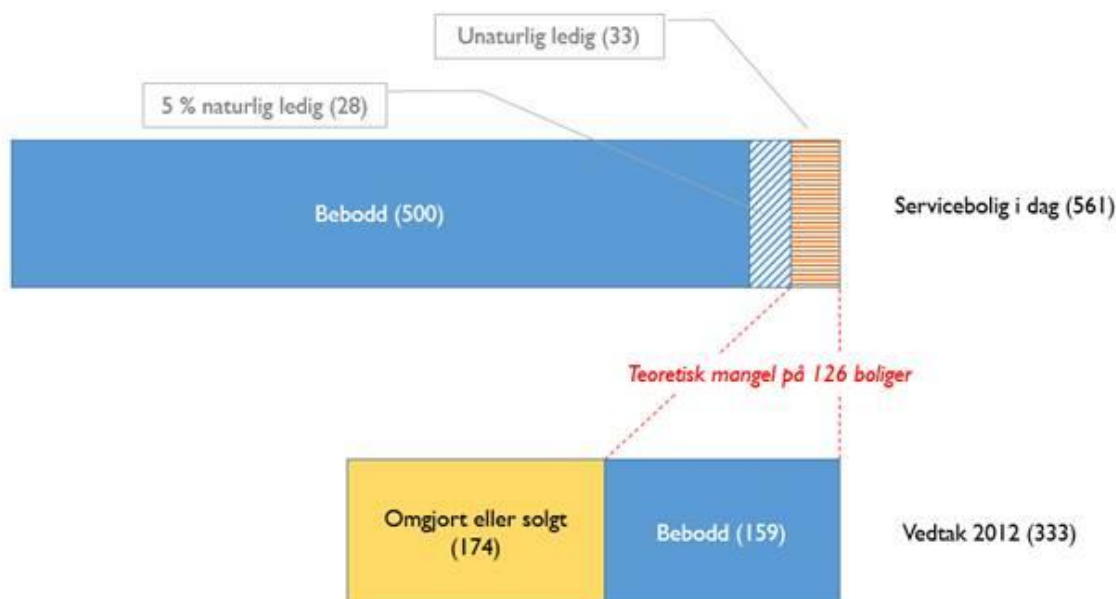 Unaturlig ledig (33)
5 % naturlig ledig (28)
Bebodd (500)
Servicebolig i dag (561)
Teoretisk mangel på 126 boliger
Omgjort eller solgt
(174)
Bebodd (159)
Vedtak 2012 (333)